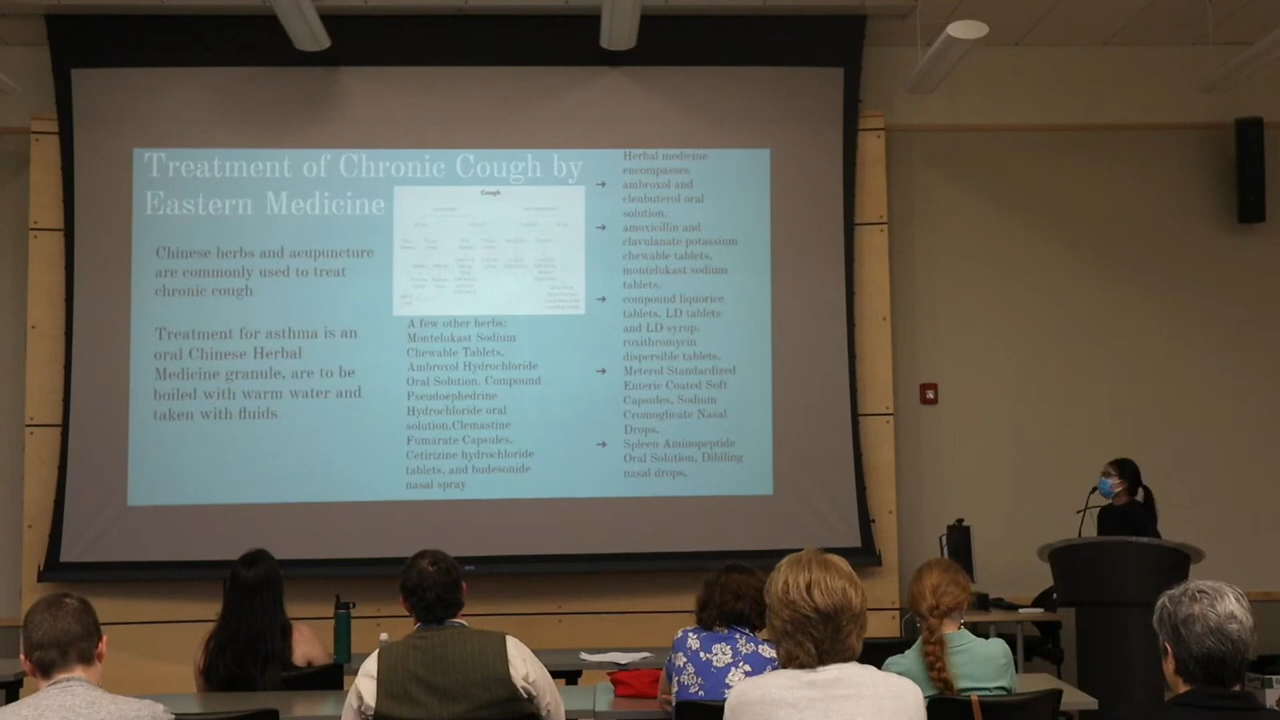 Treatment of Chronic Cough by
Eastern Medicine
Chinese herbs and acupuncture
are commonly used to treat
chronic cough
Treatment for asthma is an
oral Chinese Herbal
Medicine granule, are to be
boiled with warm water and
taken with fluids
Cough
A few other herbs:
Montelukast Sodium
Chewable Tablets,
Ambroxol Hydrochloride
Oral Solution, Compound
Pseudoephedrine
Hydrochloride oral
solution,Clemastine
Fumarate Capsules,
Cetirizine hydrochloride
tablets, and budesonide
nasal spray
Herbal medicine
encompasses
➔ ambroxol and
clenbuterol oral
solution,
➔ amoxicillin and
clavulanate potassium
chewable tablets,
montelukast sodium
tablets,
➔ compound liquorice
tablets, LD tablets
and LD syrup,
roxithromycin
dispersible tablets,
➔ Meterol Standardized
Enteric Coated Soft
Capsules, Sodium
Cromoglicate Nasal
Drops,
➔ Spleen Aminopeptide
Oral Solution, Dibiling
nasal drops,